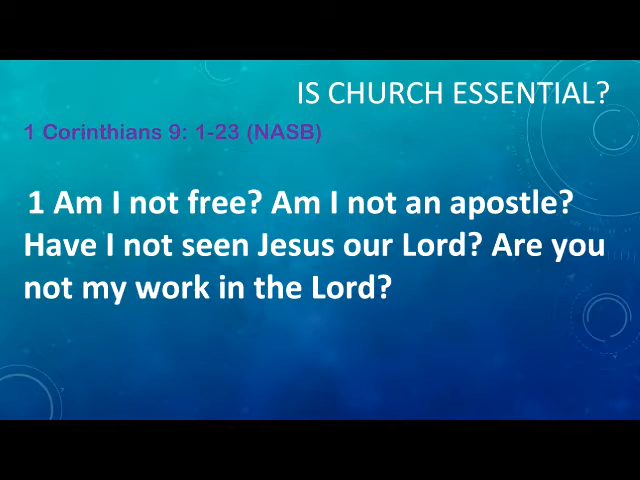 IS CHURCH ESSENTIAL?
1 Corinthians 9: 1-23 (NASB)
1 Am I not free? Am I not an apostle?
Have I not seen Jesus our Lord? Are you
not my work in the Lord?